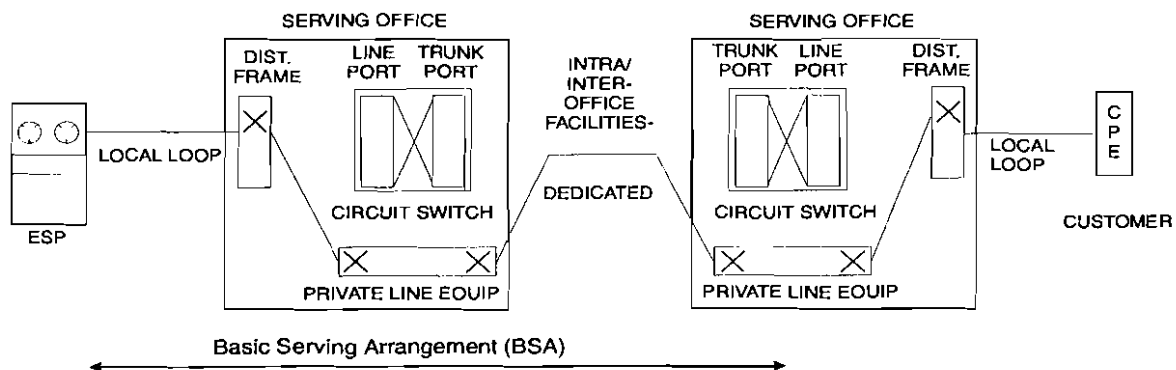 SERVING OFFICE
DIST.
FRAME
LINE
PORT
TRUNK
PORT
CIRCUIT SWITCH
PRIVATE LINE EQUIP
ESP
LOCAL LOOP
INTRA/
INTER-
OFFICE
FACILITIES-
DEDICATED
SERVING OFFICE
TRUNK
PORT
LINE
PORT
DIST.
FRAME
CIRCUIT SWITCH
PRIVATE LINE EQUIP
LOCAL
LOOP
C
P
E
CUSTOMER
Basic Serving Arrangement (BSA)